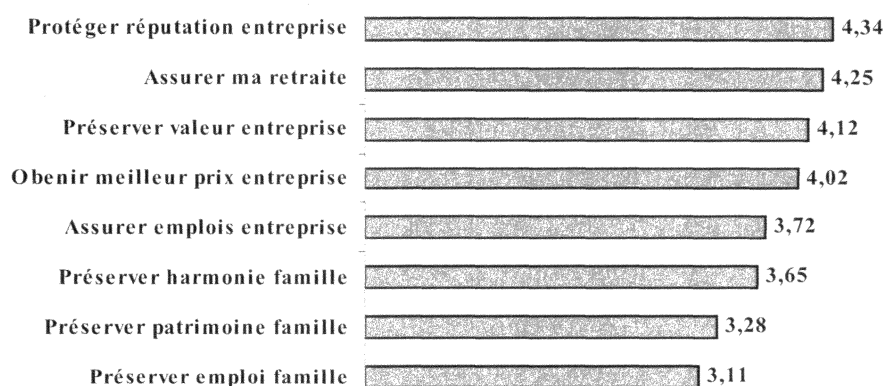 Protéger réputation entreprise 4,34
Assurer ma retraite 4,25
Préserver valeur entreprise 4,12
Obenir meilleur prix entreprise 4,02
Assurer emplois entreprise 3,72
Préserver harmonie famille 3,65
Préserver patrimoine famille 3,28
Préserver emploi famille 3,11